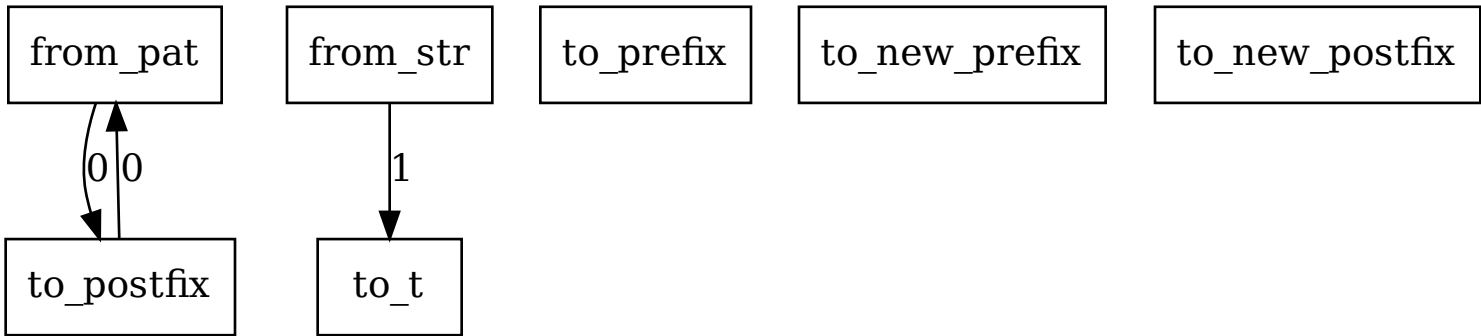 from_pat
from_str
to_prefix
to_new_prefix
to_new_postfix
0
0
1
to_postfix
to_t